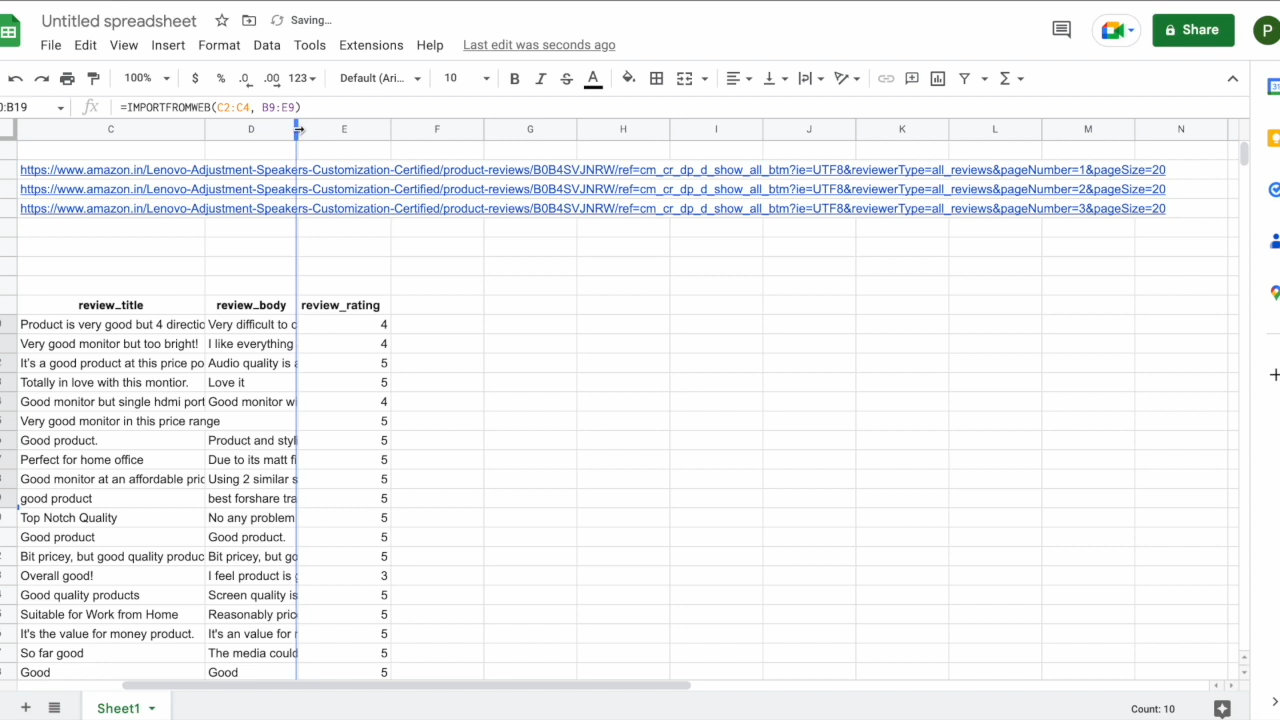 Untitled spreadsheet Saving...
File Edit View Insert Format Data Tools Extensions Help Last edit was seconds ago
Share P
100% $ % .0 .00 123 Default (Ari... 10 B I S A Σ
:B19 fx =IMPORTFROMWEB(C2:C4, B9:E9)
C D E F G H I J K L M N
https://www.amazon.in/Lenovo-Adjustment-Speakers-Customization-Certified/product-reviews/B0B4SVJNRW/ref=cm_cr_dp_d_show_all_btm?ie=UTF8&reviewerType=all_reviews&pageNumber=1&pageSize=20
https://www.amazon.in/Lenovo-Adjustment-Speakers-Customization-Certified/product-reviews/B0B4SVJNRW/ref=cm_cr_dp_d_show_all_btm?ie=UTF8&reviewerType=all_reviews&pageNumber=2&pageSize=20
https://www.amazon.in/Lenovo-Adjustment-Speakers-Customization-Certified/product-reviews/B0B4SVJNRW/ref=cm_cr_dp_d_show_all_btm?ie=UTF8&reviewerType=all_reviews&pageNumber=3&pageSize=20
review_title review_body review_rating
Product is very good but 4 directio Very difficult to 4
Very good monitor but too bright! I like everything 4
It's a good product at this price po Audio quality is 5
Totally in love with this montior. Love it 5
Good monitor but single hdmi port Good monitor wi 4
Very good monitor in this price range 5
Good product. Product and styl 5
Perfect for home office Due to its matt fi 5
Good monitor at an affordable pric Using 2 similar s 5
good product best forshare tra 5
Top Notch Quality No any problem 5
Good product Good product. 5
Bit pricey, but good quality produc Bit pricey, but go 5
Overall good! I feel product is 3
Good quality products Screen quality is 5
Suitable for Work from Home Reasonably pric 5
It's the value for money product. It's an value for 5
So far good The media could 5
Good Good 5
Sheet1 Count: 10